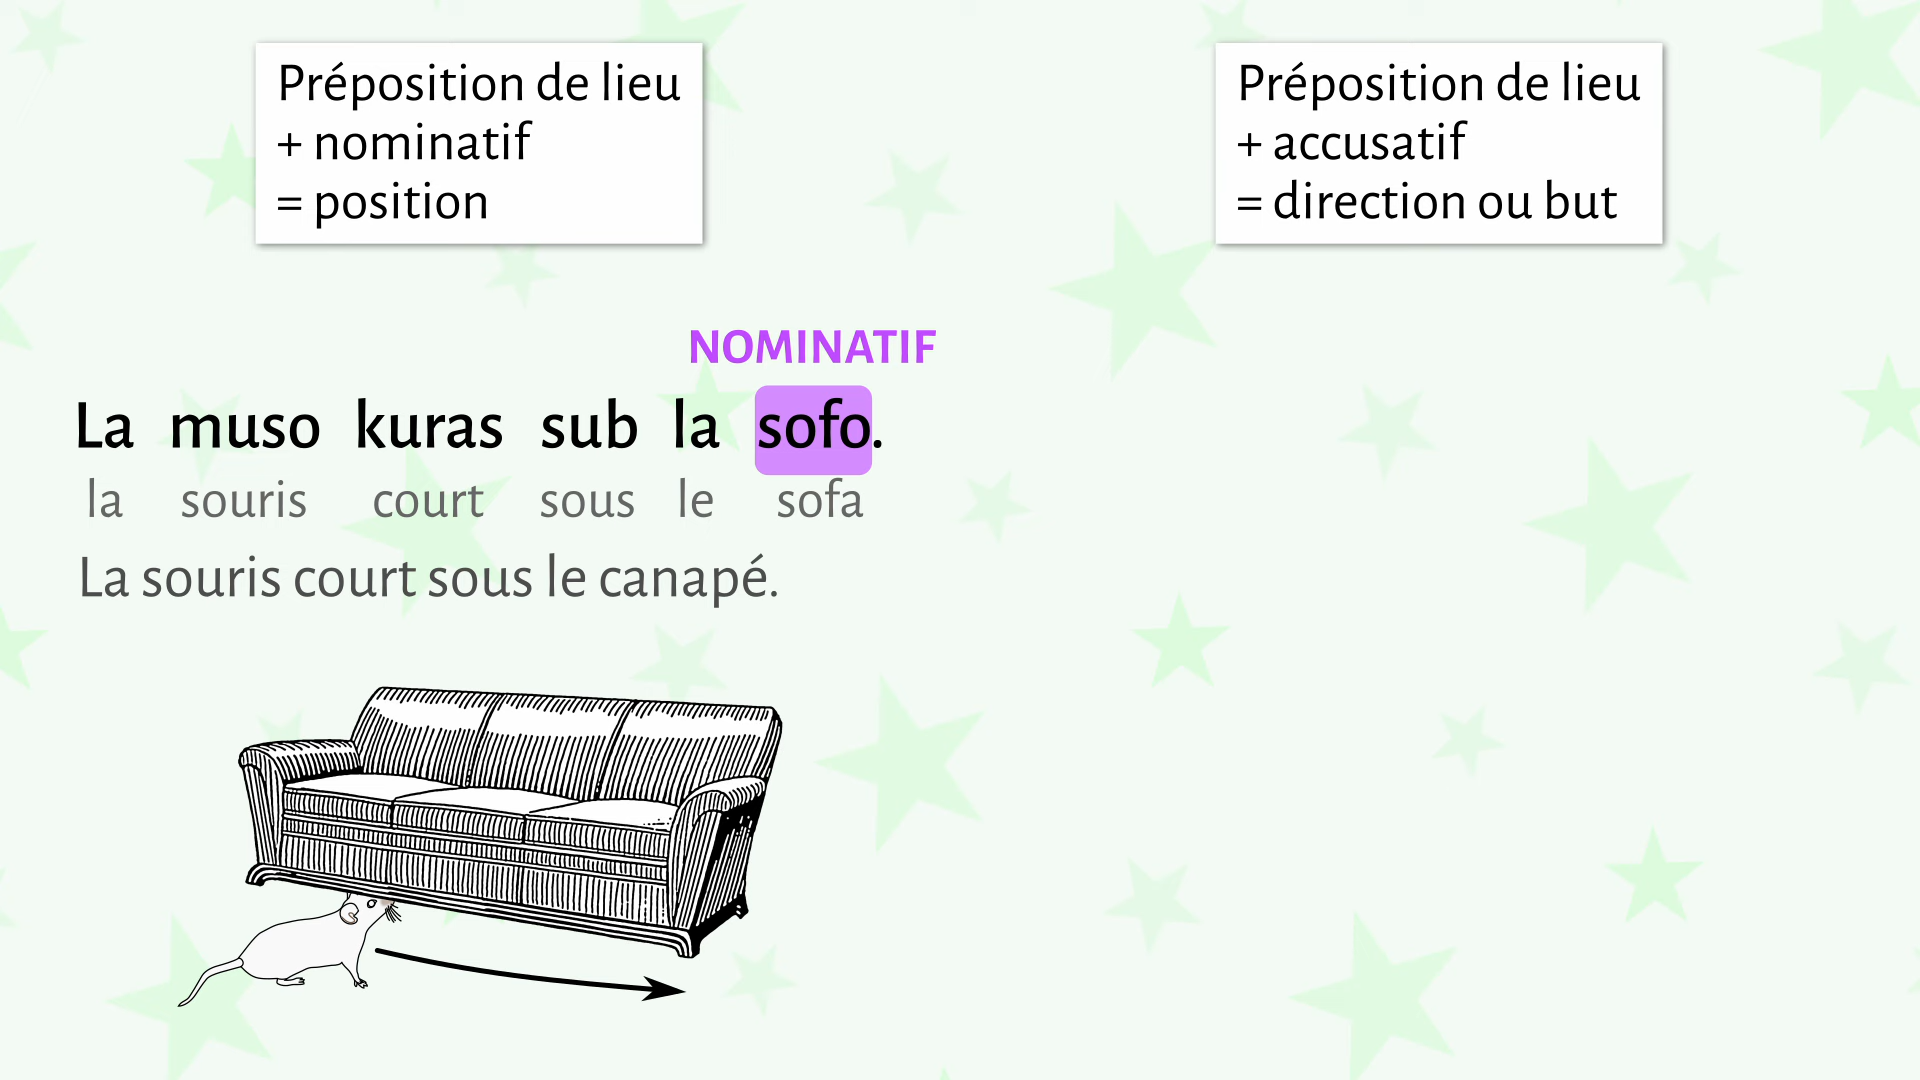 Préposition de lieu
+ nominatif
= position
Préposition de lieu
+ accusatif
= direction ou but
NOMINATIF
La muso kuras sub la sofo.
la souris court sous le sofa
La souris court sous le canapé.